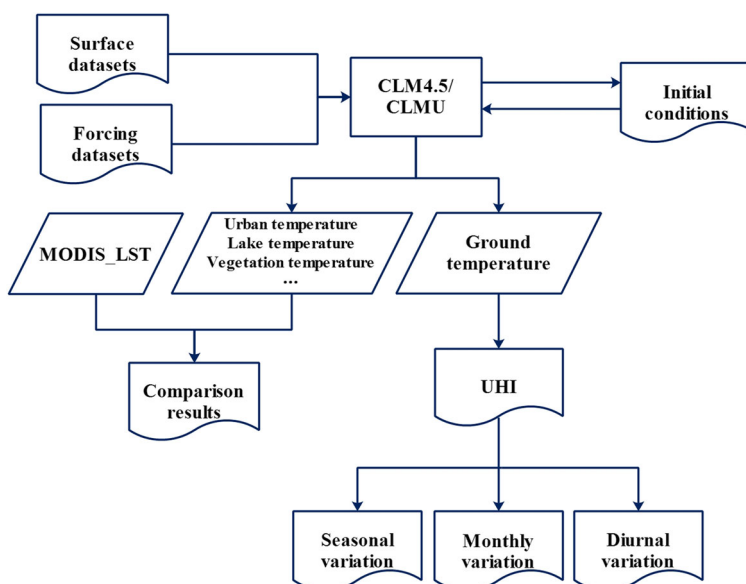 Surface
datasets
CLM4.5/
CLMU
Initial
conditions
Forcing
datasets
MODIS_LST
Urban temperature
Lake temperature
Vegetation temperature
...
Ground
temperature
Comparison
results
UHI
Seasonal
variation
Monthly
variation
Diurnal
variation